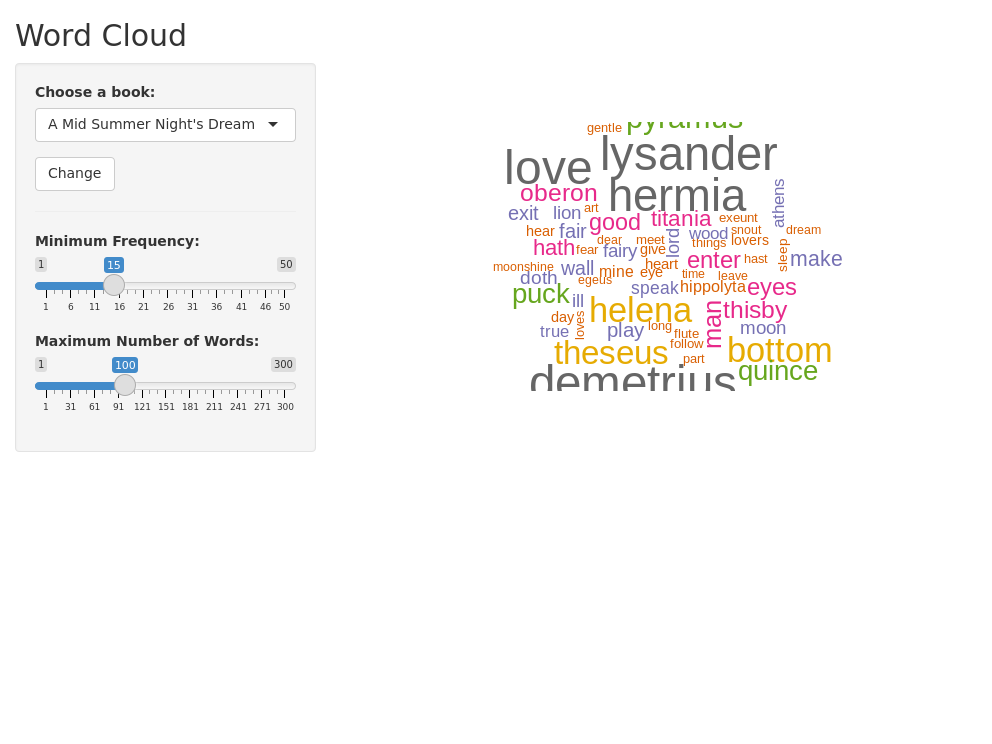 Word Cloud
Choose a book:
A Mid Summer Night's Dream
Change
Minimum Frequency:
1 15 50
1 6 11 16 21 26 31 36 41 46 50
Maximum Number of Words:
1 100 300
1 31 61 91 121 151 181 211 241 271 300
gentle pyramus
love lysander
oberon hermia athens
exit lion art
good titania exeunt
hear fair dear meet lord wood snout dream
hath fear fairy give things lovers sleep
moonshine wall mine eye heart enter hast make
doth egeus time leave
puck ill speak hippolyta eyes
helena man thisby
day loves
true play long flute moon
theseus follow part bottom
demetrius quince